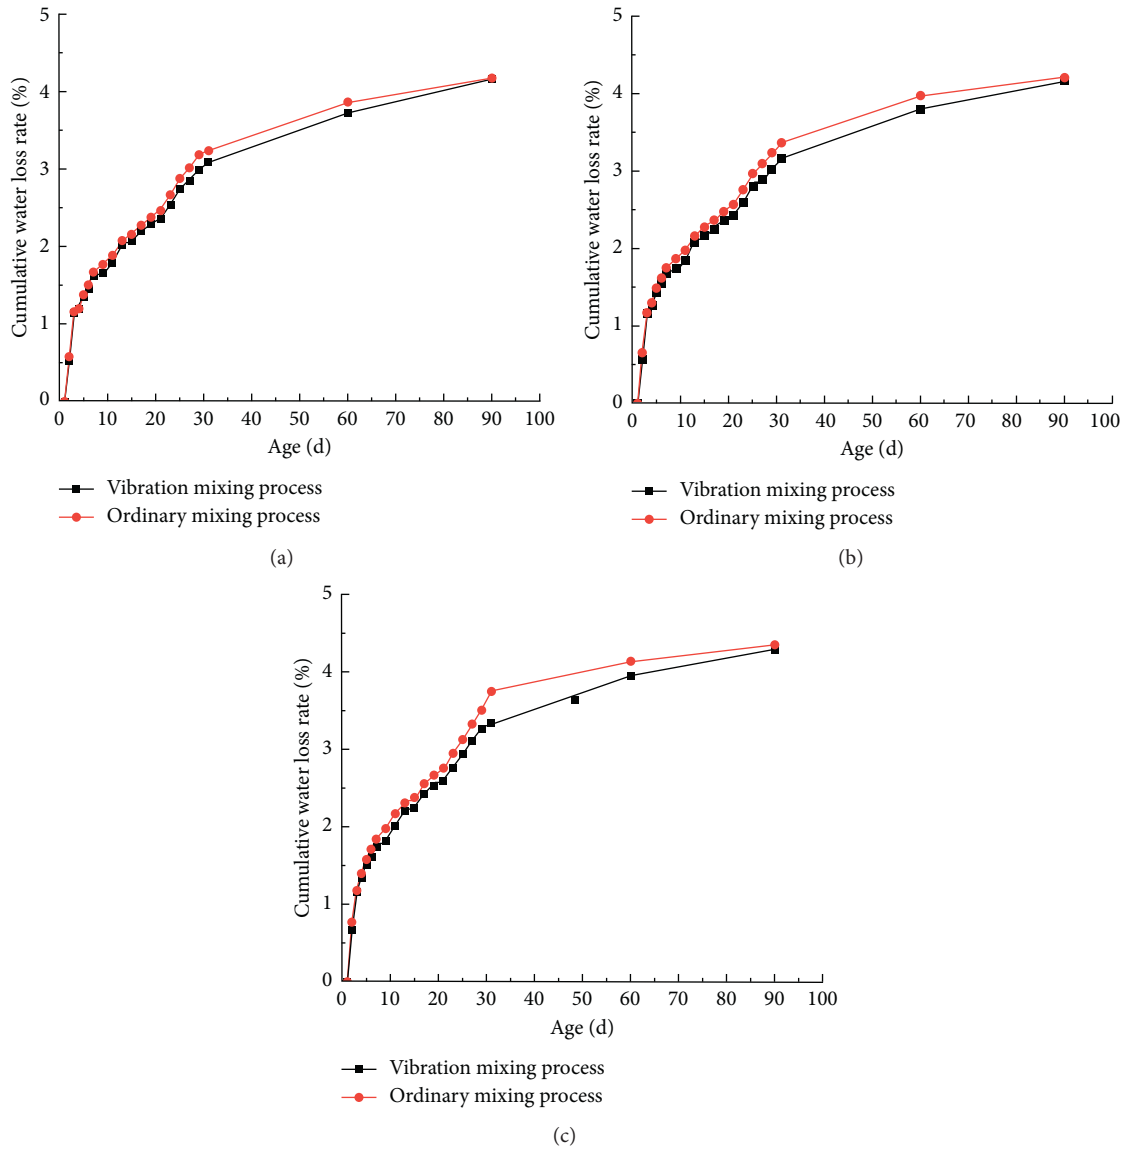 5
4
3
2
1
0
Cumulative water loss rate (%)
0 10 20 30 40 50 60 70 80 90 100
Age (d)
Vibration mixing process
Ordinary mixing process
(a)
5
4
3
2
1
0
Cumulative water loss rate (%)
0 10 20 30 40 50 60 70 80 90 100
Age (d)
Vibration mixing process
Ordinary mixing process
(b)
5
4
3
2
1
0
Cumulative water loss rate (%)
0 10 20 30 40 50 60 70 80 90 100
Age (d)
Vibration mixing process
Ordinary mixing process
(c)